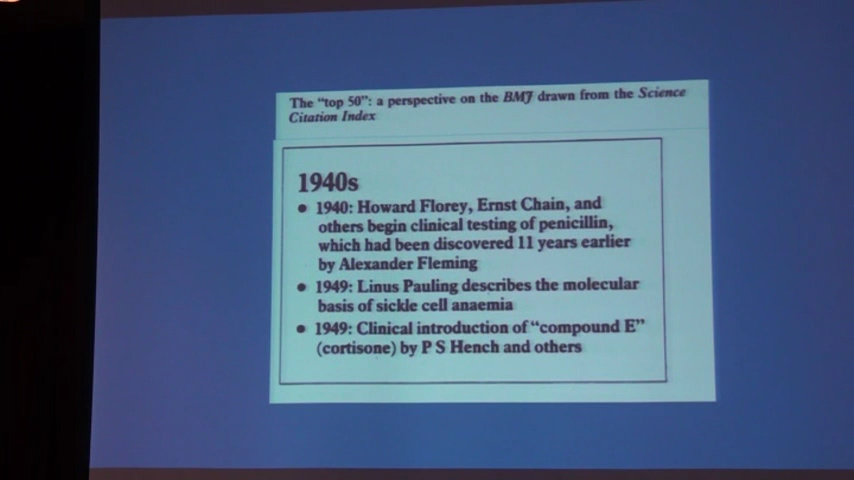 The "top 50": a perspective on the BMJ drawn from the Science
Citation Index
1940s
• 1940: Howard Florey, Ernst Chain, and
others begin clinical testing of penicillin,
which had been discovered 11 years earlier
by Alexander Fleming
• 1949: Linus Pauling describes the molecular
basis of sickle cell anaemia
• 1949: Clinical introduction of "compound E"
(cortisone) by P S Hench and others